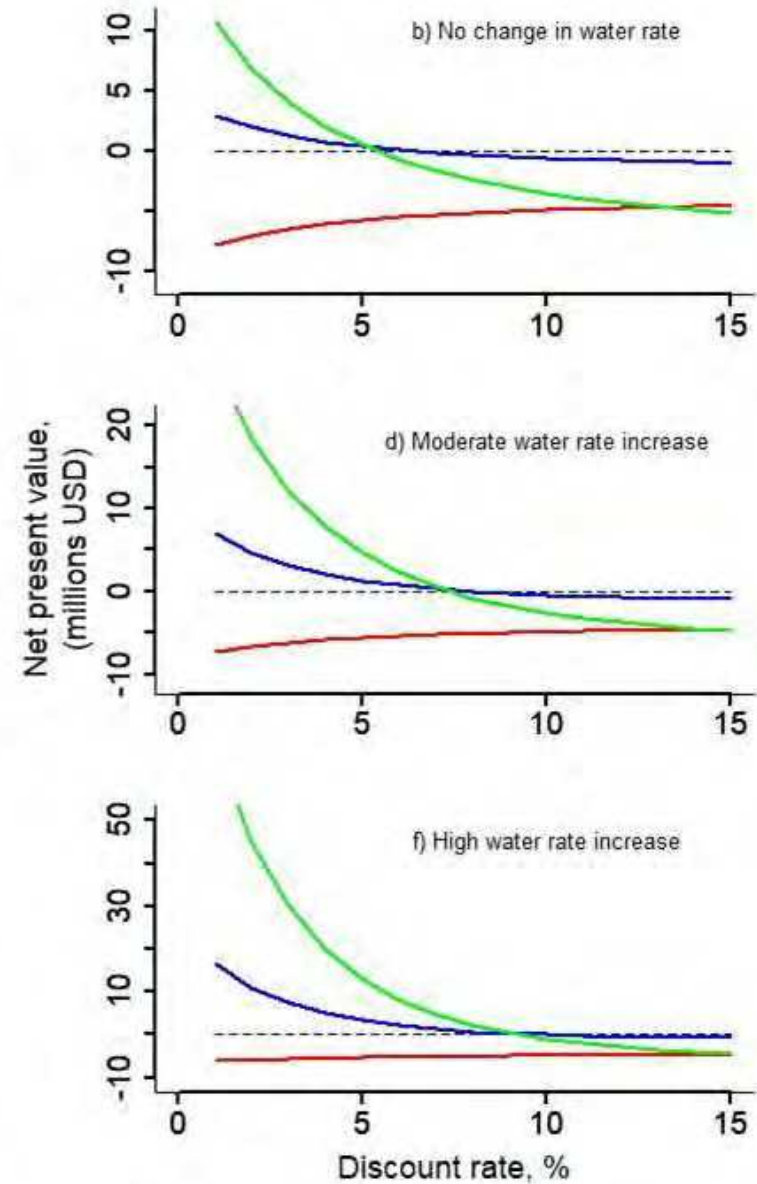 b) No change in water rate
10
5
0
-10
0 5 10 15
d) Moderate water rate increase
20
10
0
-10
0 5 10 15
Net present value,
(millions USD)
f) High water rate increase
50
30
10
-10
0 5 10 15
Discount rate, %